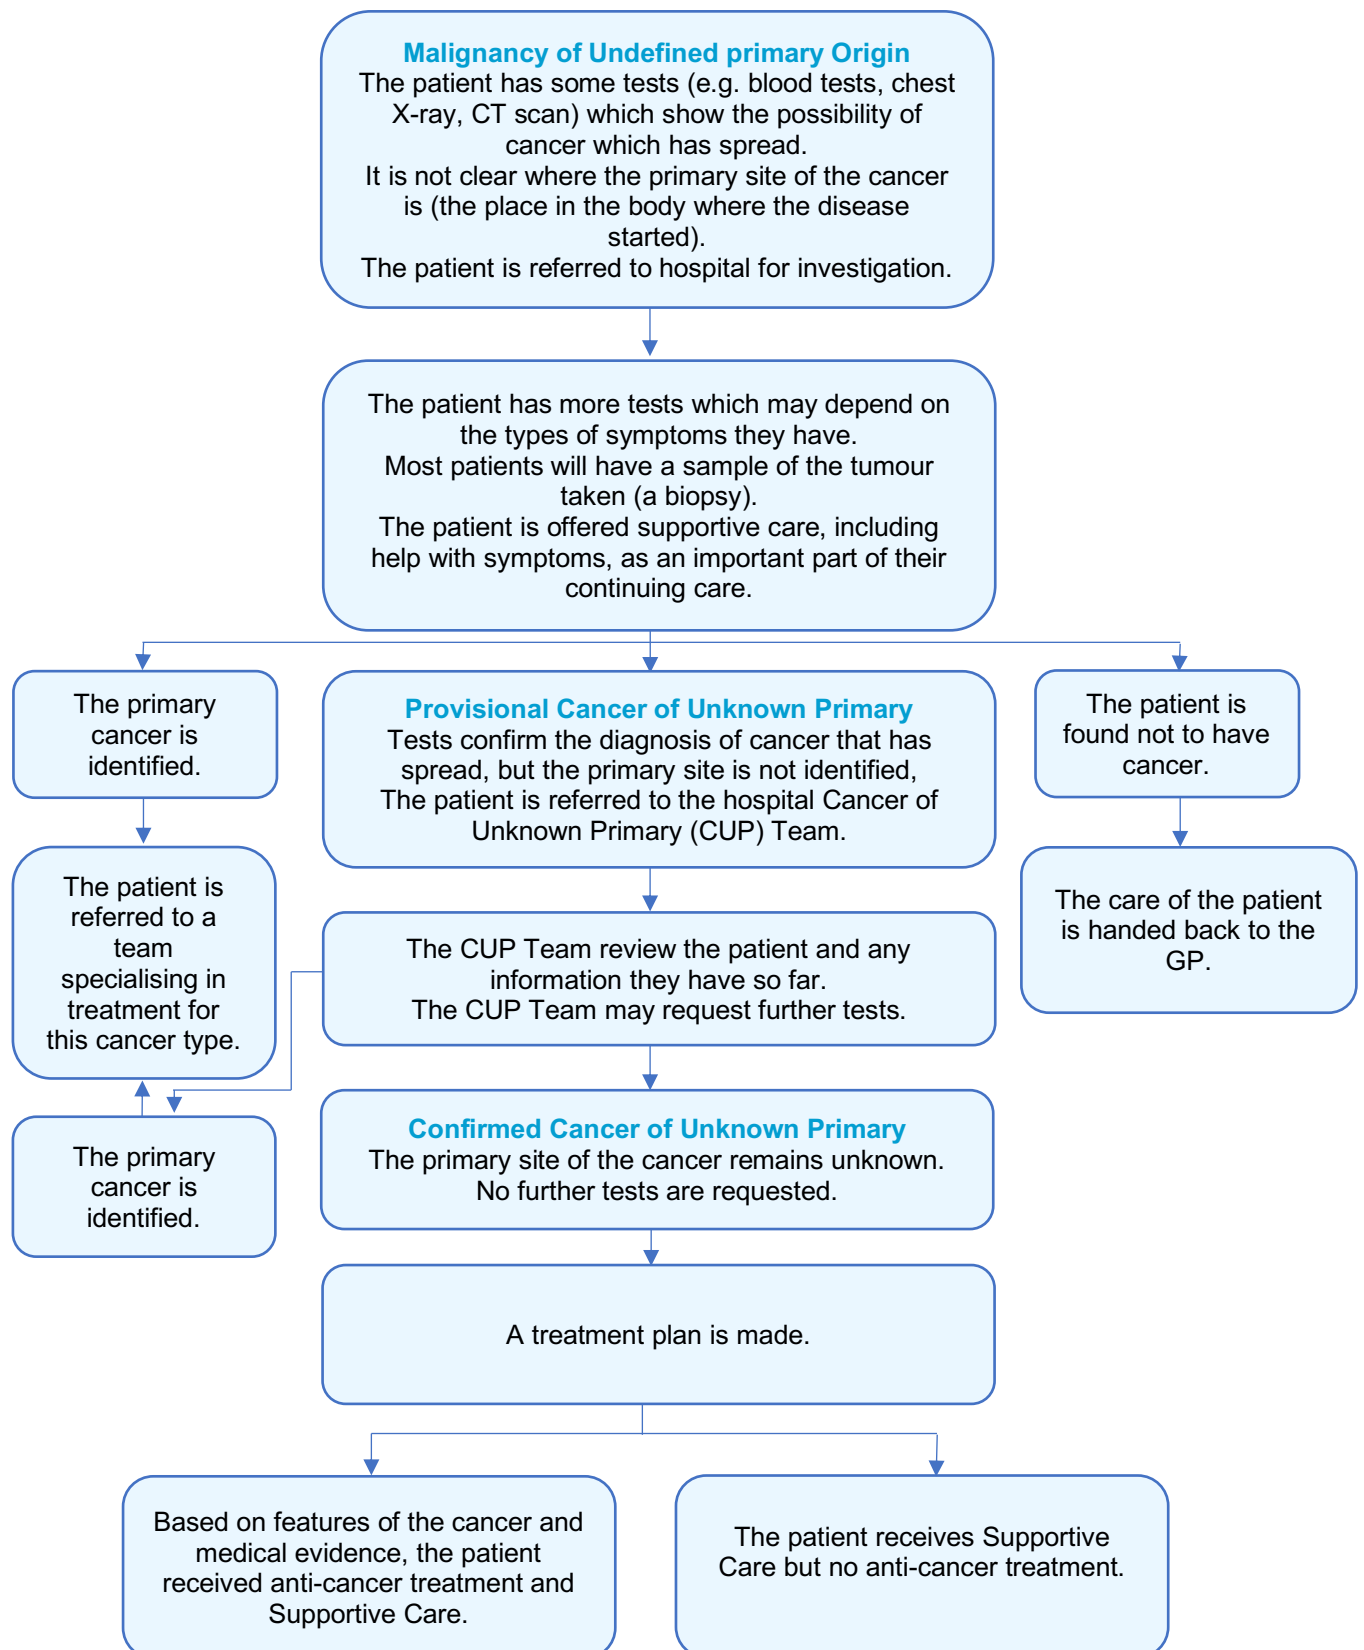 Malignancy of Undefined primary Origin
The patient has some tests (e.g. blood tests, chest
X-ray, CT scan) which show the possibility of
cancer which has spread.
It is not clear where the primary site of the cancer
is (the place in the body where the disease
started).
The patient is referred to hospital for investigation.
The patient has more tests which may depend on
the types of symptoms they have.
Most patients will have a sample of the tumour
taken (a biopsy).
The patient is offered supportive care, including
help with symptoms, as an important part of their
continuing care.
The primary
cancer is
identified.
Provisional Cancer of Unknown Primary
Tests confirm the diagnosis of cancer that has
spread, but the primary site is not identified,
The patient is referred to the hospital Cancer of
Unknown Primary (CUP) Team.
The patient is
found not to have
cancer.
The patient is
referred to a
team
specialising in
treatment for
this cancer type.
The CUP Team review the patient and any
information they have so far.
The CUP Team may request further tests.
The care of the patient
is handed back to the
GP.
The primary
cancer is
identified.
Confirmed Cancer of Unknown Primary
The primary site of the cancer remains unknown.
No further tests are requested.
A treatment plan is made.
Based on features of the cancer and
medical evidence, the patient
received anti-cancer treatment and
Supportive Care.
The patient receives Supportive
Care but no anti-cancer treatment.